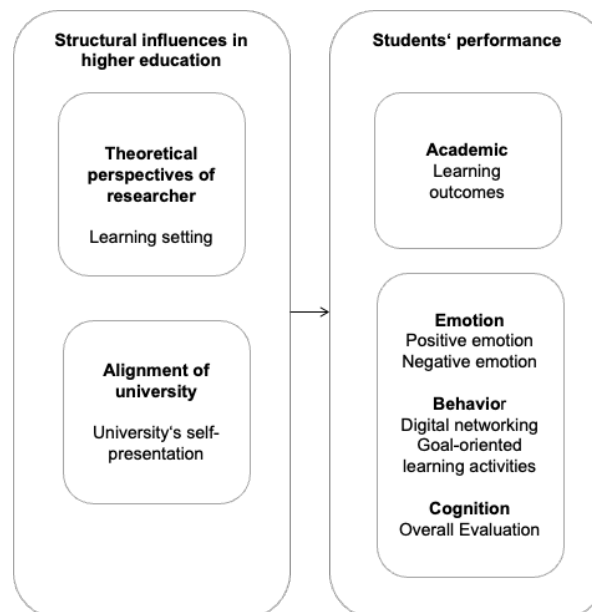 Structural influences in
higher education
Theoretical
perspectives of
researcher
Learning setting
Alignment of
university
University's self-
presentation
Students‘ performance
Academic
Learning
outcomes
Emotion
Positive emotion
Negative emotion
Behavior
Digital networking
Goal-oriented
learning activities
Cognition
Overall Evaluation